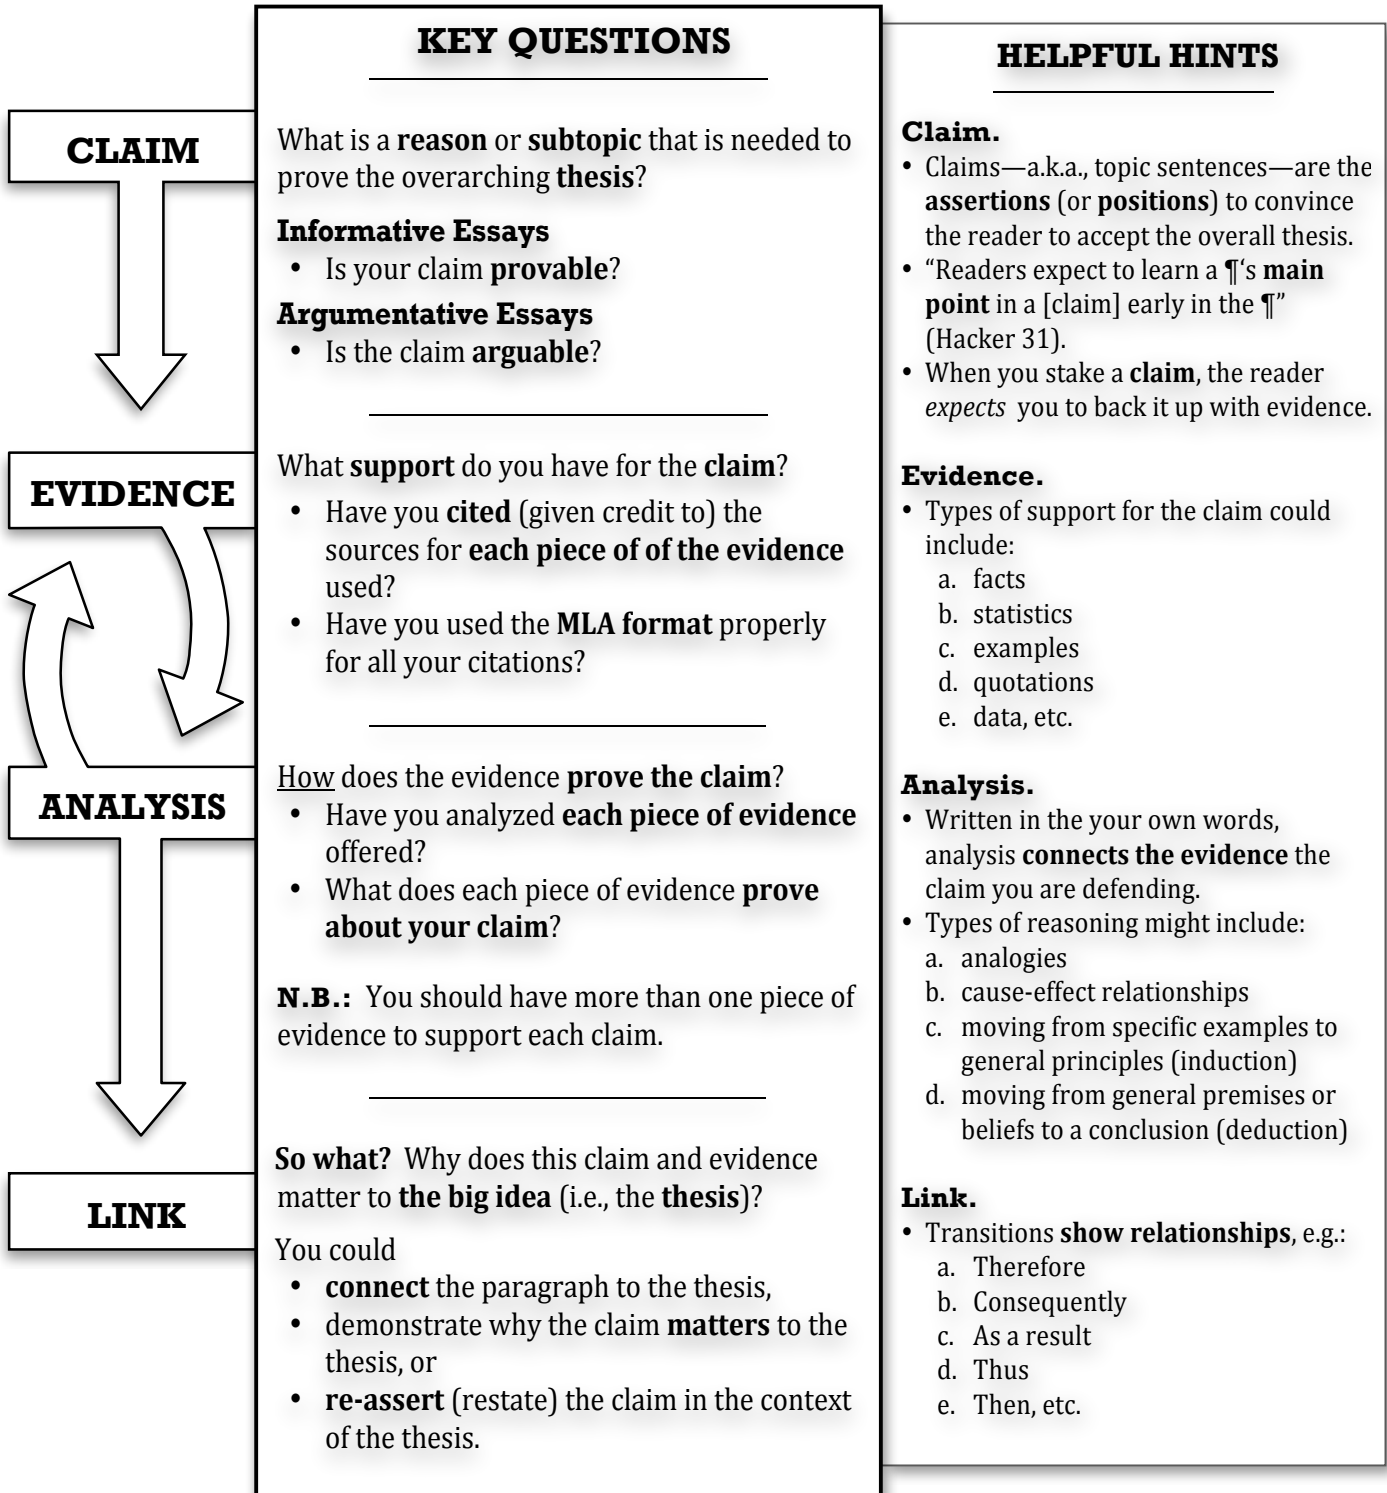 KEY QUESTIONS
HELPFUL HINTS
CLAIM
What is a reason or subtopic that is needed to
prove the overarching thesis?
Informative Essays
• Is your claim provable?
Argumentative Essays
• Is the claim arguable?
EVIDENCE
What support do you have for the claim?
• Have you cited (given credit to) the
sources for each piece of of the evidence
used?
• Have you used the MLA format properly
for all your citations?
ANALYSIS
How does the evidence prove the claim?
• Have you analyzed each piece of evidence
offered?
• What does each piece of evidence prove
about your claim?
N.B.: You should have more than one piece of
evidence to support each claim.
LINK
So what? Why does this claim and evidence
matter to the big idea (i.e., the thesis)?
You could
• connect the paragraph to the thesis,
• demonstrate why the claim matters to the
thesis, or
• re-assert (restate) the claim in the context
of the thesis.
Claim.
• Claims—a.k.a., topic sentences—are the
assertions (or positions) to convince
the reader to accept the overall thesis.
• “Readers expect to learn a ¶‘s main
point in a [claim] early in the ¶”
(Hacker 31).
• When you stake a claim, the reader
expects you to back it up with evidence.
Evidence.
• Types of support for the claim could
include:
a. facts
b. statistics
c. examples
d. quotations
e. data, etc.
Analysis.
• Written in the your own words,
analysis connects the evidence the
claim you are defending.
• Types of reasoning might include:
a. analogies
b. cause-effect relationships
c. moving from specific examples to
general principles (induction)
d. moving from general premises or
beliefs to a conclusion (deduction)
Link.
• Transitions show relationships, e.g.:
a. Therefore
b. Consequently
c. As a result
d. Thus
e. Then, etc.